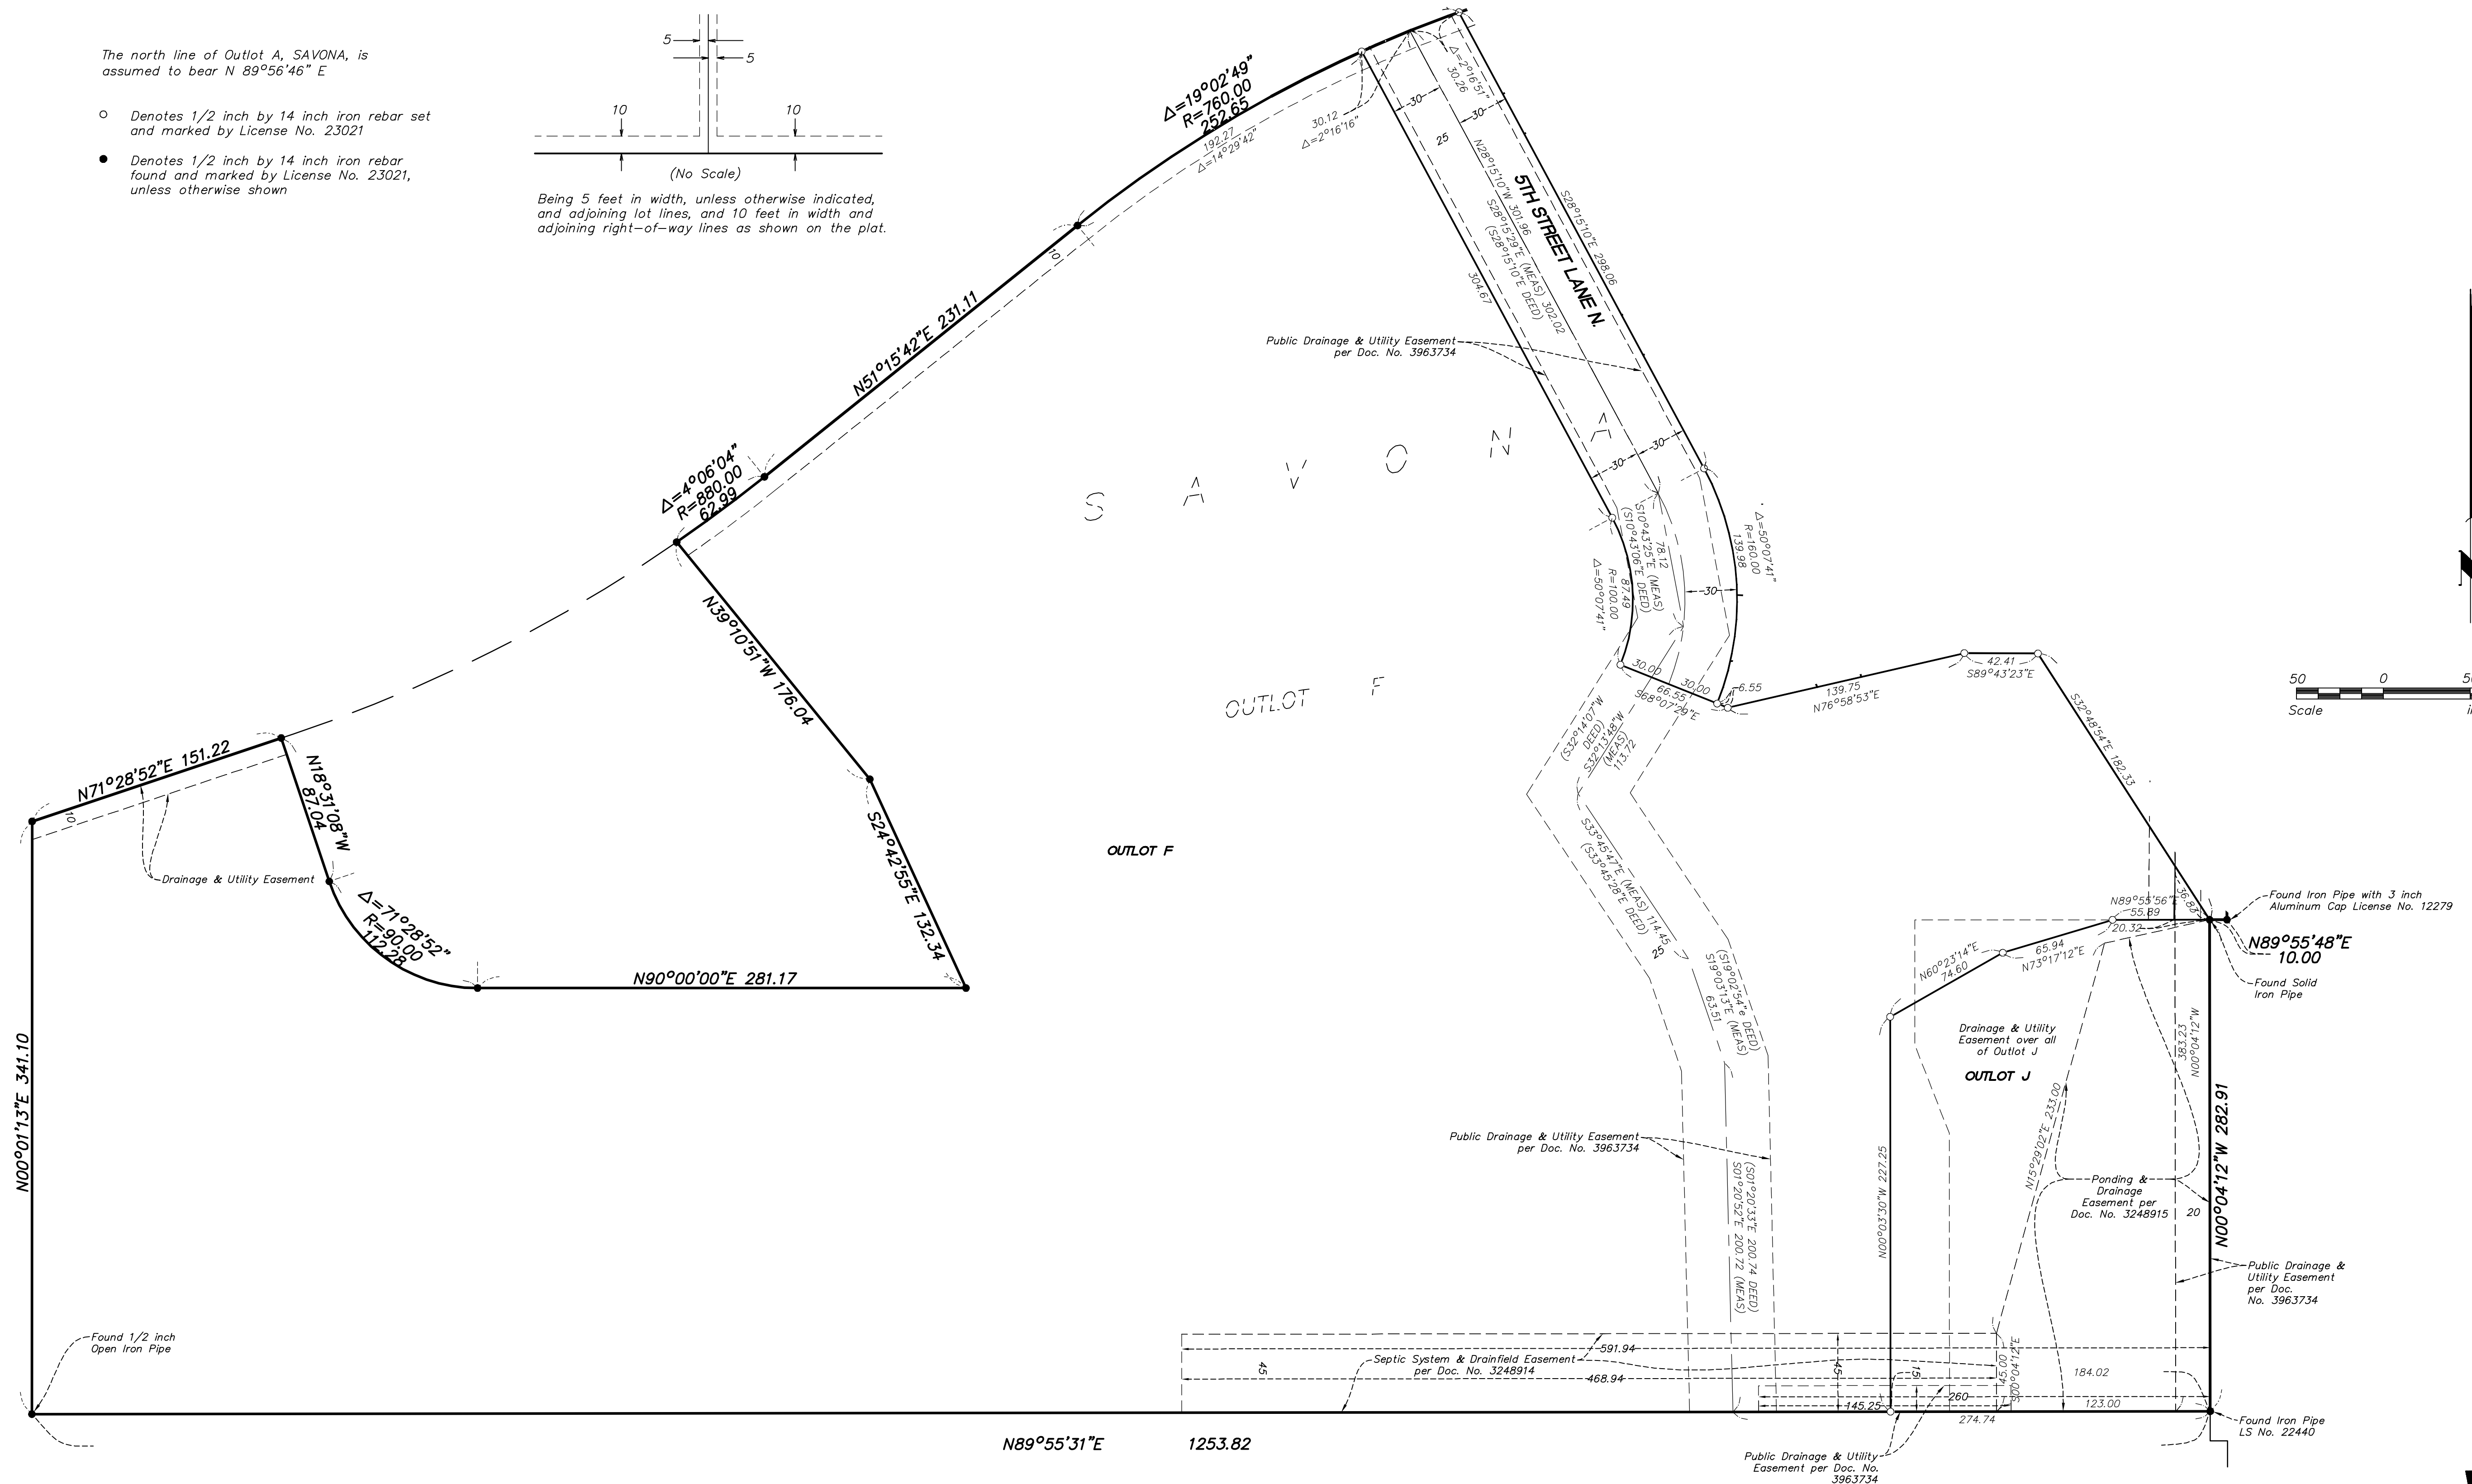 The north line of Outlot A, SAVONA, is
assumed to bear N 89°56'46" E
Denotes 1/2 inch by 14 inch iron rebar set
and marked by License No. 23021
Denotes 1/2 inch by 14 inch iron rebar
found and marked by License No. 23021,
unless otherwise shown
5
5
10
10
(No Scale)
Being 5 feet in width, unless otherwise indicated,
and adjoining lot lines, and 10 feet in width and
adjoining right-of-way lines as shown on the plat.
Δ=19°02'49"
R=760.00
252.65
192.27
Δ=14°29'42"
30.12
Δ=2°16'16"
Δ=2°16'51"
30.26
30
30
25
N28°15'10"W 301.96
S28°15'29"E (MEAS) 302.02
(S28°15'10"E DEED)
5TH STREET LANE N.
S28°15'10"E 298.06
304.67
10
N51°15'42"E 231.11
Public Drainage & Utility Easement
per Doc. No. 3963734
Δ=4°06'04"
R=880.00
62.99
S A V O N A
30
30
S10°43'25"E (MEAS)
(S10°43'06"E DEED)
78.12
87.49
R=100.00
Δ=50°07'41"
Δ=50°07'41"
R=160.00
139.98
30
N39°10'51"W 176.04
OUTLOT F
30.00
30.00
66.55
S68°07'29"E
6.55
139.75
N76°58'53"E
42.41
S89°43'23"E
S32°48'54"E 182.33
50
0
Scale
N71°28'52"E 151.22
10
N18°31'08"W
87.04
(S32°14'07"W
DEED)
S32°13'48"W
(MEAS)
113.72
S24°42'55"E 132.34
OUTLOT F
S33°45'47"E (MEAS) 114.45
(S33°45'28"E DEED)
25
Drainage & Utility Easement
Δ=71°28'52"
R=90.00
112.28
N90°00'00"E 281.17
N89°55'56"E
55.89
20.32
36.83
Found Iron Pipe with 3 inch
Aluminum Cap License No. 12279
N89°55'48"E
10.00
Found Solid
Iron Pipe
N60°23'14"E
74.60
65.94
N73°17'12"E
(S19°02'54"e DEED)
S19°03'13"E (MEAS)
63.51
Drainage & Utility
Easement over all
of Outlot J
OUTLOT J
383.23
N00°04'12"W
N00°01'13"E 341.10
N15°29'02"E 233.00
N00°04'12"W 282.91
Public Drainage & Utility Easement
per Doc. No. 3963734
N00°03'30"W 227.25
(S01°20'33"E 200.74 DEED)
S01°20'52"E 200.72 (MEAS)
Ponding &
Drainage
Easement per
Doc. No. 3248915
20
Public Drainage &
Utility Easement
per Doc.
No. 3963734
Found 1/2 inch
Open Iron Pipe
591.94
Septic System & Drainfield Easement
per Doc. No. 3248914
45
468.94
45
15
45.00
S00°04'12"E
184.02
260
145.25
123.00
274.74
Found Iron Pipe
LS No. 22440
N89°55'31"E 1253.82
Public Drainage & Utility
Easement per Doc. No.
3963734